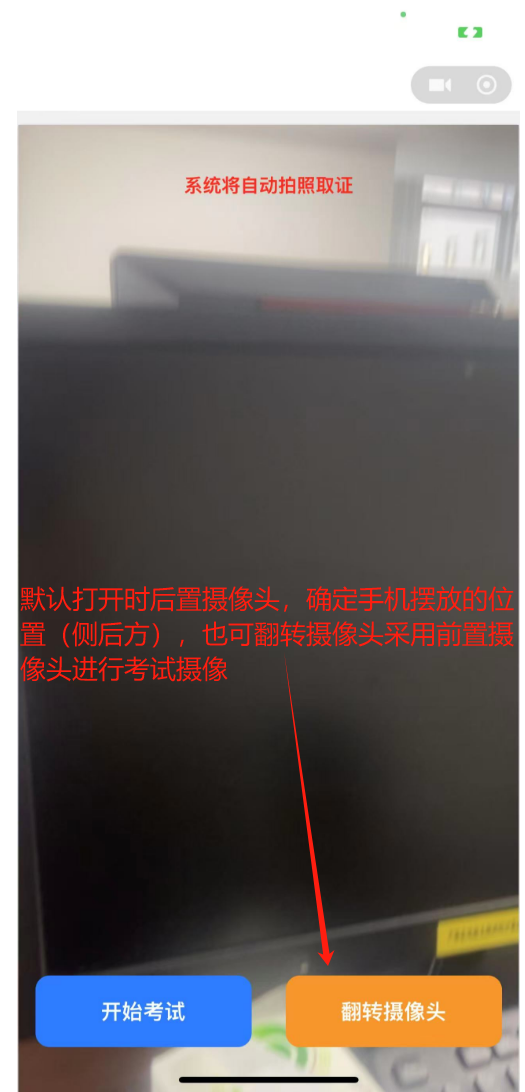 系统将自动拍照取证
默认打开时后置摄像头，确定手机摆放的位
置（侧后方），也可翻转摄像头采用前置摄
像头进行考试摄像
开始考试
翻转摄像头